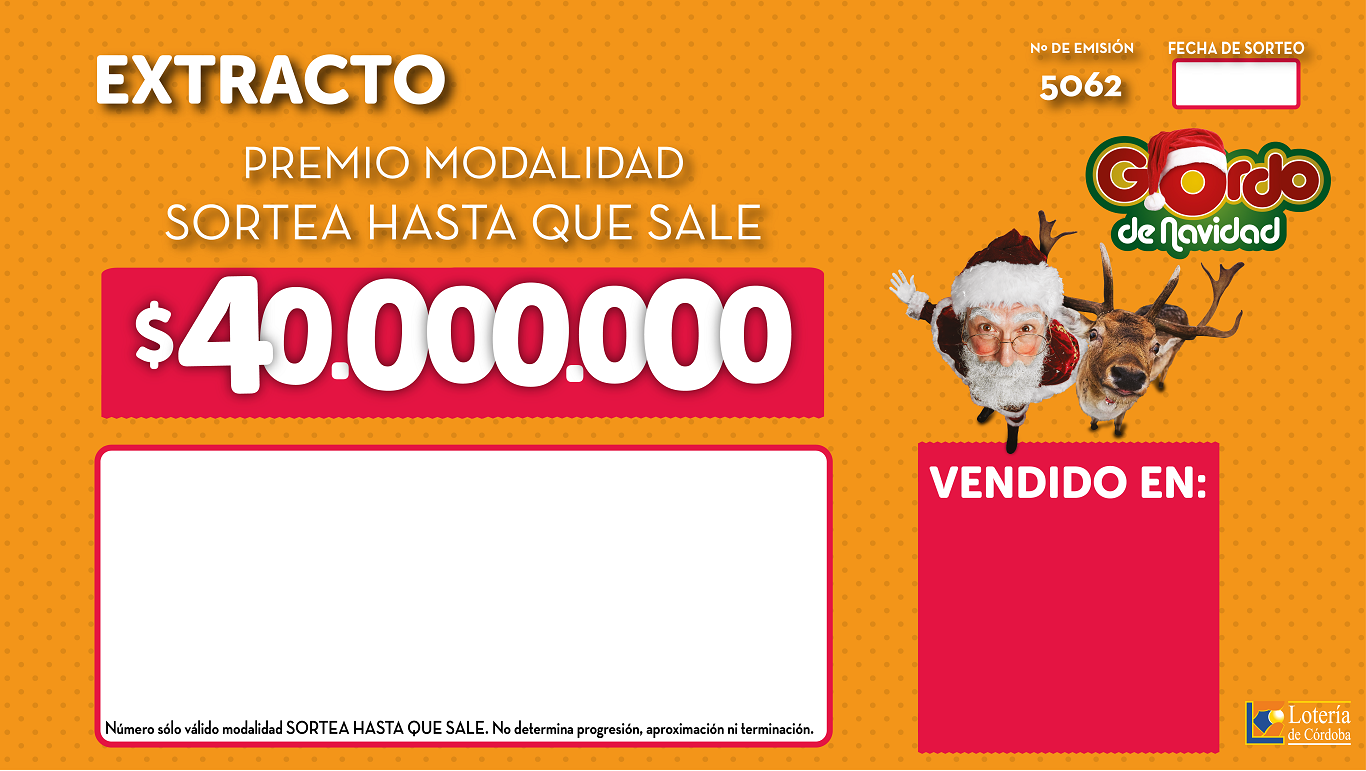 EXTRACTO
Nº DE EMISIÓN
5062
FECHA DE SORTEO
PREMIO MODALIDAD
SORTEA HASTA QUE SALE
Gordo
de Navidad
$40.000.000
VENDIDO EN:
Número sólo válido modalidad SORTEA HASTA QUE SALE. No determina progresión, aproximación ni terminación.
Lotería
de Córdoba